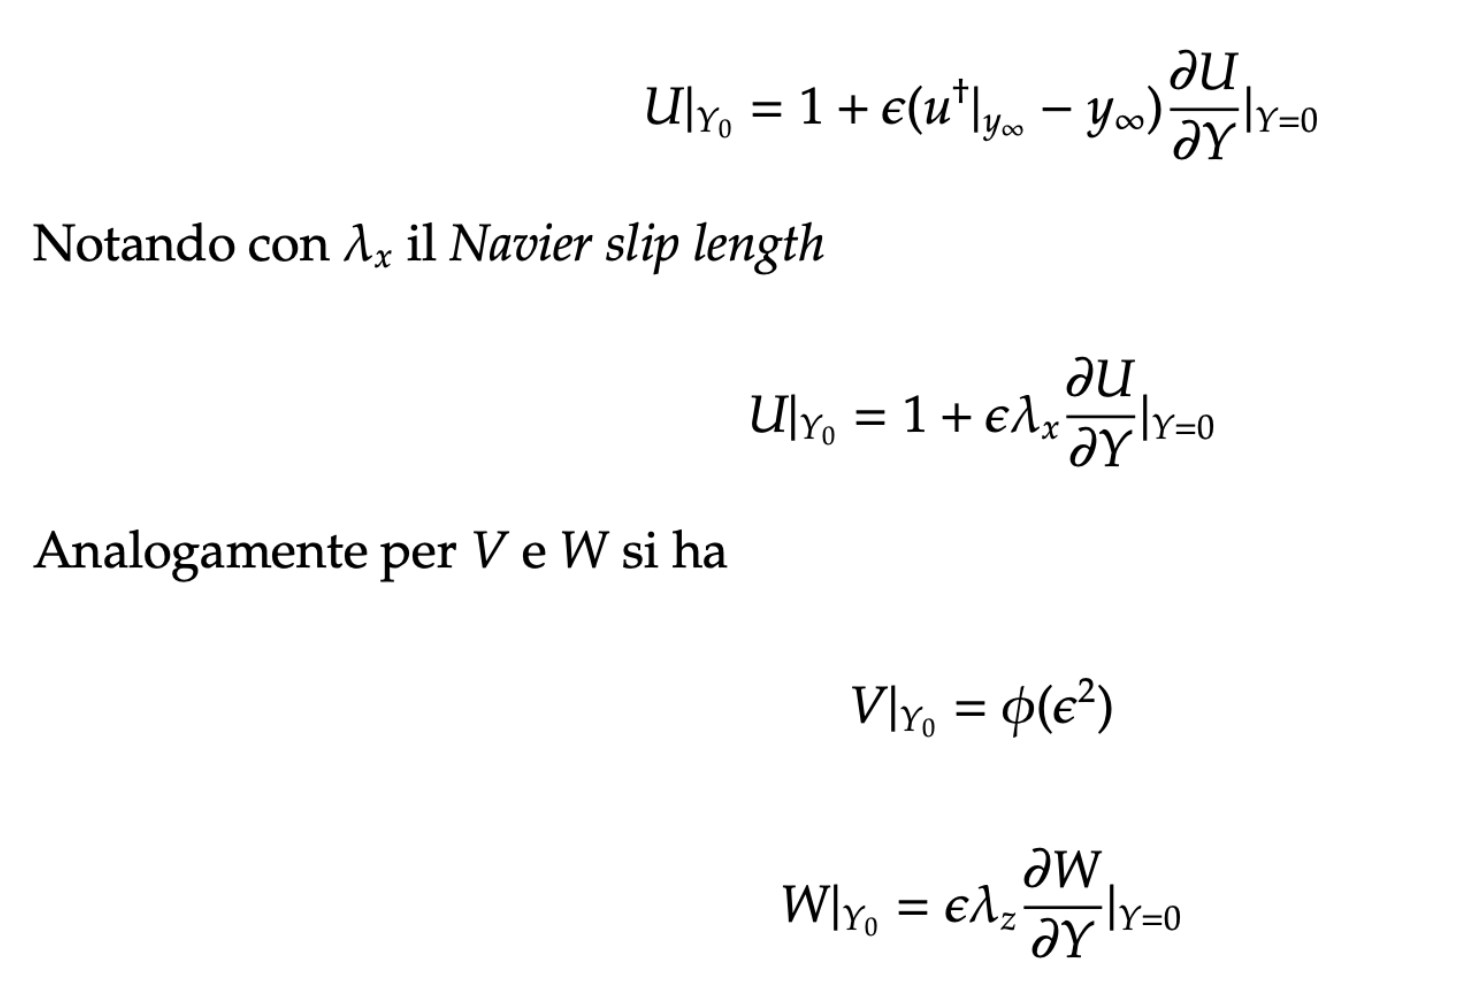 U|_{Y_0} = 1 + ϵ(u^†|_{y_∞} − y_∞) ∂U/∂Y|_{Y=0}
Notando con λ_x il Navier slip length
U|_{Y_0} = 1 + ϵλ_x ∂U/∂Y|_{Y=0}
Analogamente per V e W si ha
V|_{Y_0} = ϕ(ϵ^2)
W|_{Y_0} = ϵλ_z ∂W/∂Y|_{Y=0}